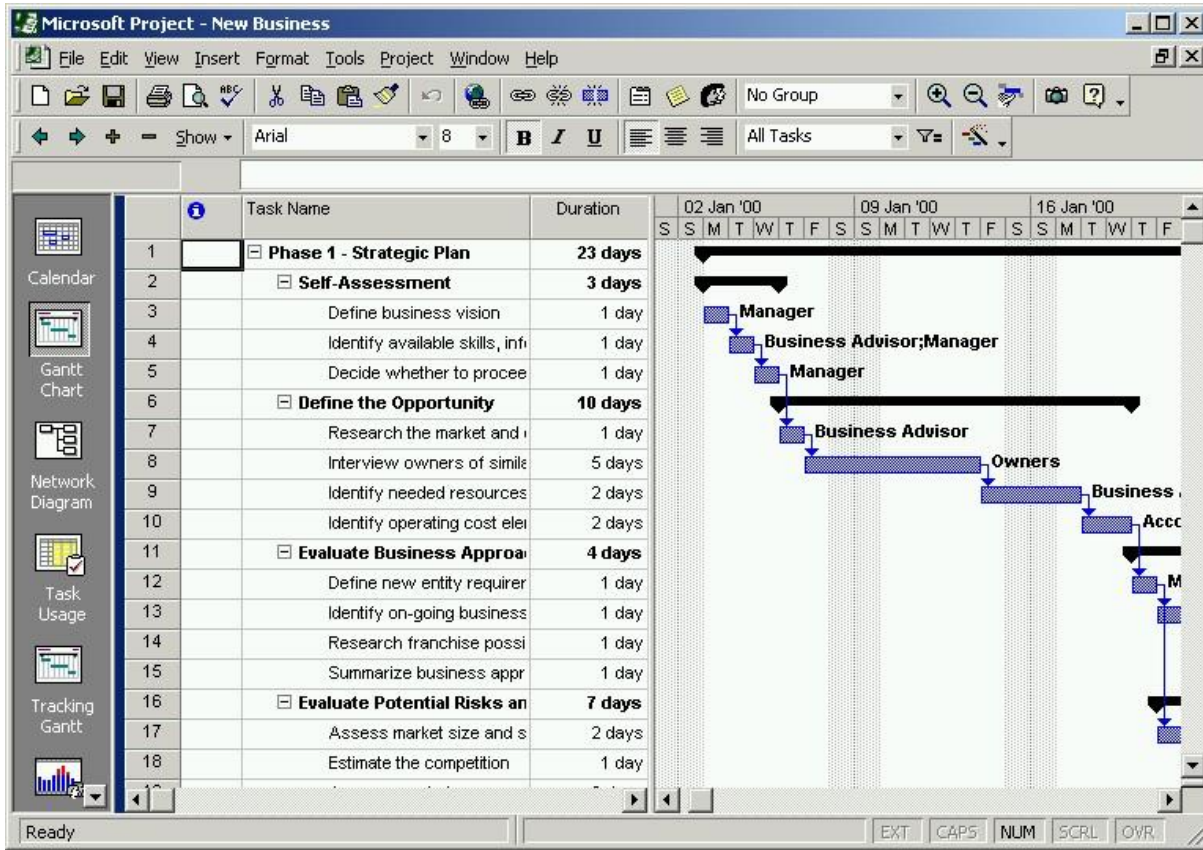 Microsoft Project - New Business
File Edit View Insert Format Tools Project Window Help
ABC No Group
Show Arial 8 B I U All Tasks
Task Name Duration 02 Jan '00 09 Jan '00 16 Jan '00
S S M T W T F S S M T W T F S S M T W T F
1 Phase 1 - Strategic Plan 23 days
2 Self-Assessment 3 days
3 Define business vision 1 day Manager
4 Identify available skills, inf 1 day Business Advisor;Manager
5 Decide whether to procee 1 day Manager
6 Define the Opportunity 10 days
7 Research the market and 1 day Business Advisor
8 Interview owners of simila 5 days Owners
9 Identify needed resources 2 days Business
10 Identify operating cost ele 2 days Acco
11 Evaluate Business Approa 4 days
12 Define new entity requirer 1 day M
13 Identify on-going business 1 day
14 Research franchise possi 1 day
15 Summarize business appr 1 day
16 Evaluate Potential Risks an 7 days
17 Assess market size and s 2 days
18 Estimate the competition 1 day
Calendar
Gantt
Chart
Network
Diagram
Task
Usage
Tracking
Gantt
Ready EXT CAPS NUM SCRL OVR